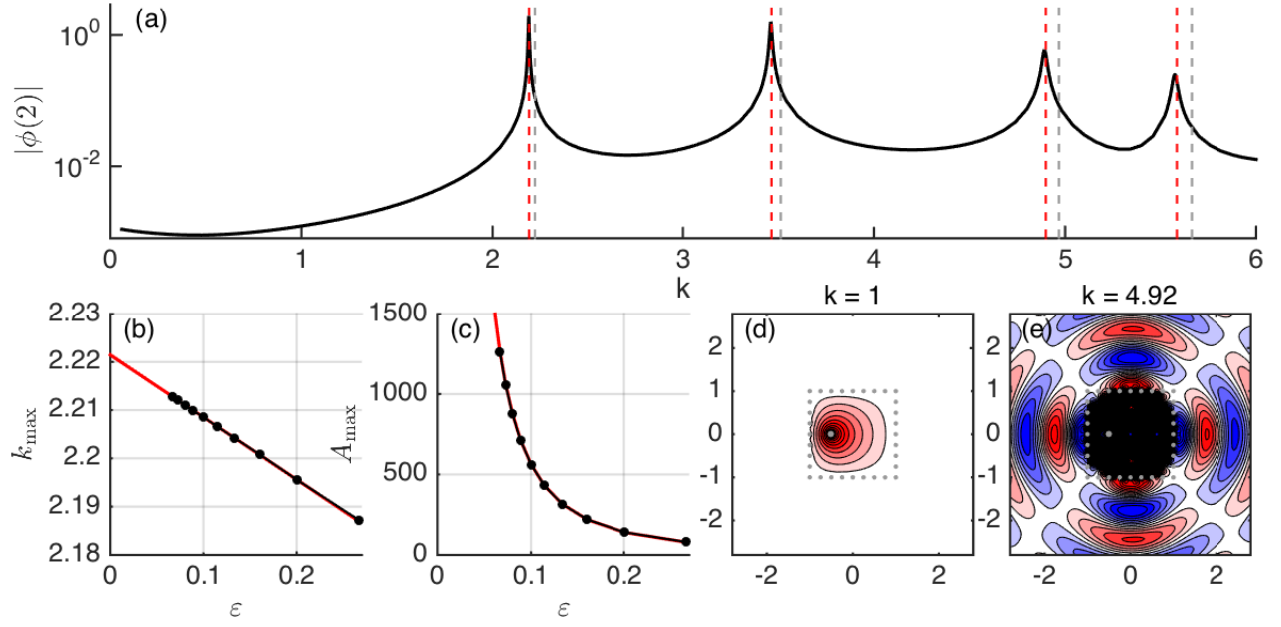 (a)
10^0
10^{-2}
|ϕ(2)|
0 1 2 3 4 5 6
k
(b)
2.23
2.22
2.21
2.2
2.19
2.18
k_max
0 0.1 0.2
ε
(c)
1500
1000
500
0
A_max
0 0.1 0.2
ε
k = 1
(d)
2
1
0
-1
-2
-2 0 2
k = 4.92
(e)
2
1
0
-1
-2
-2 0 2